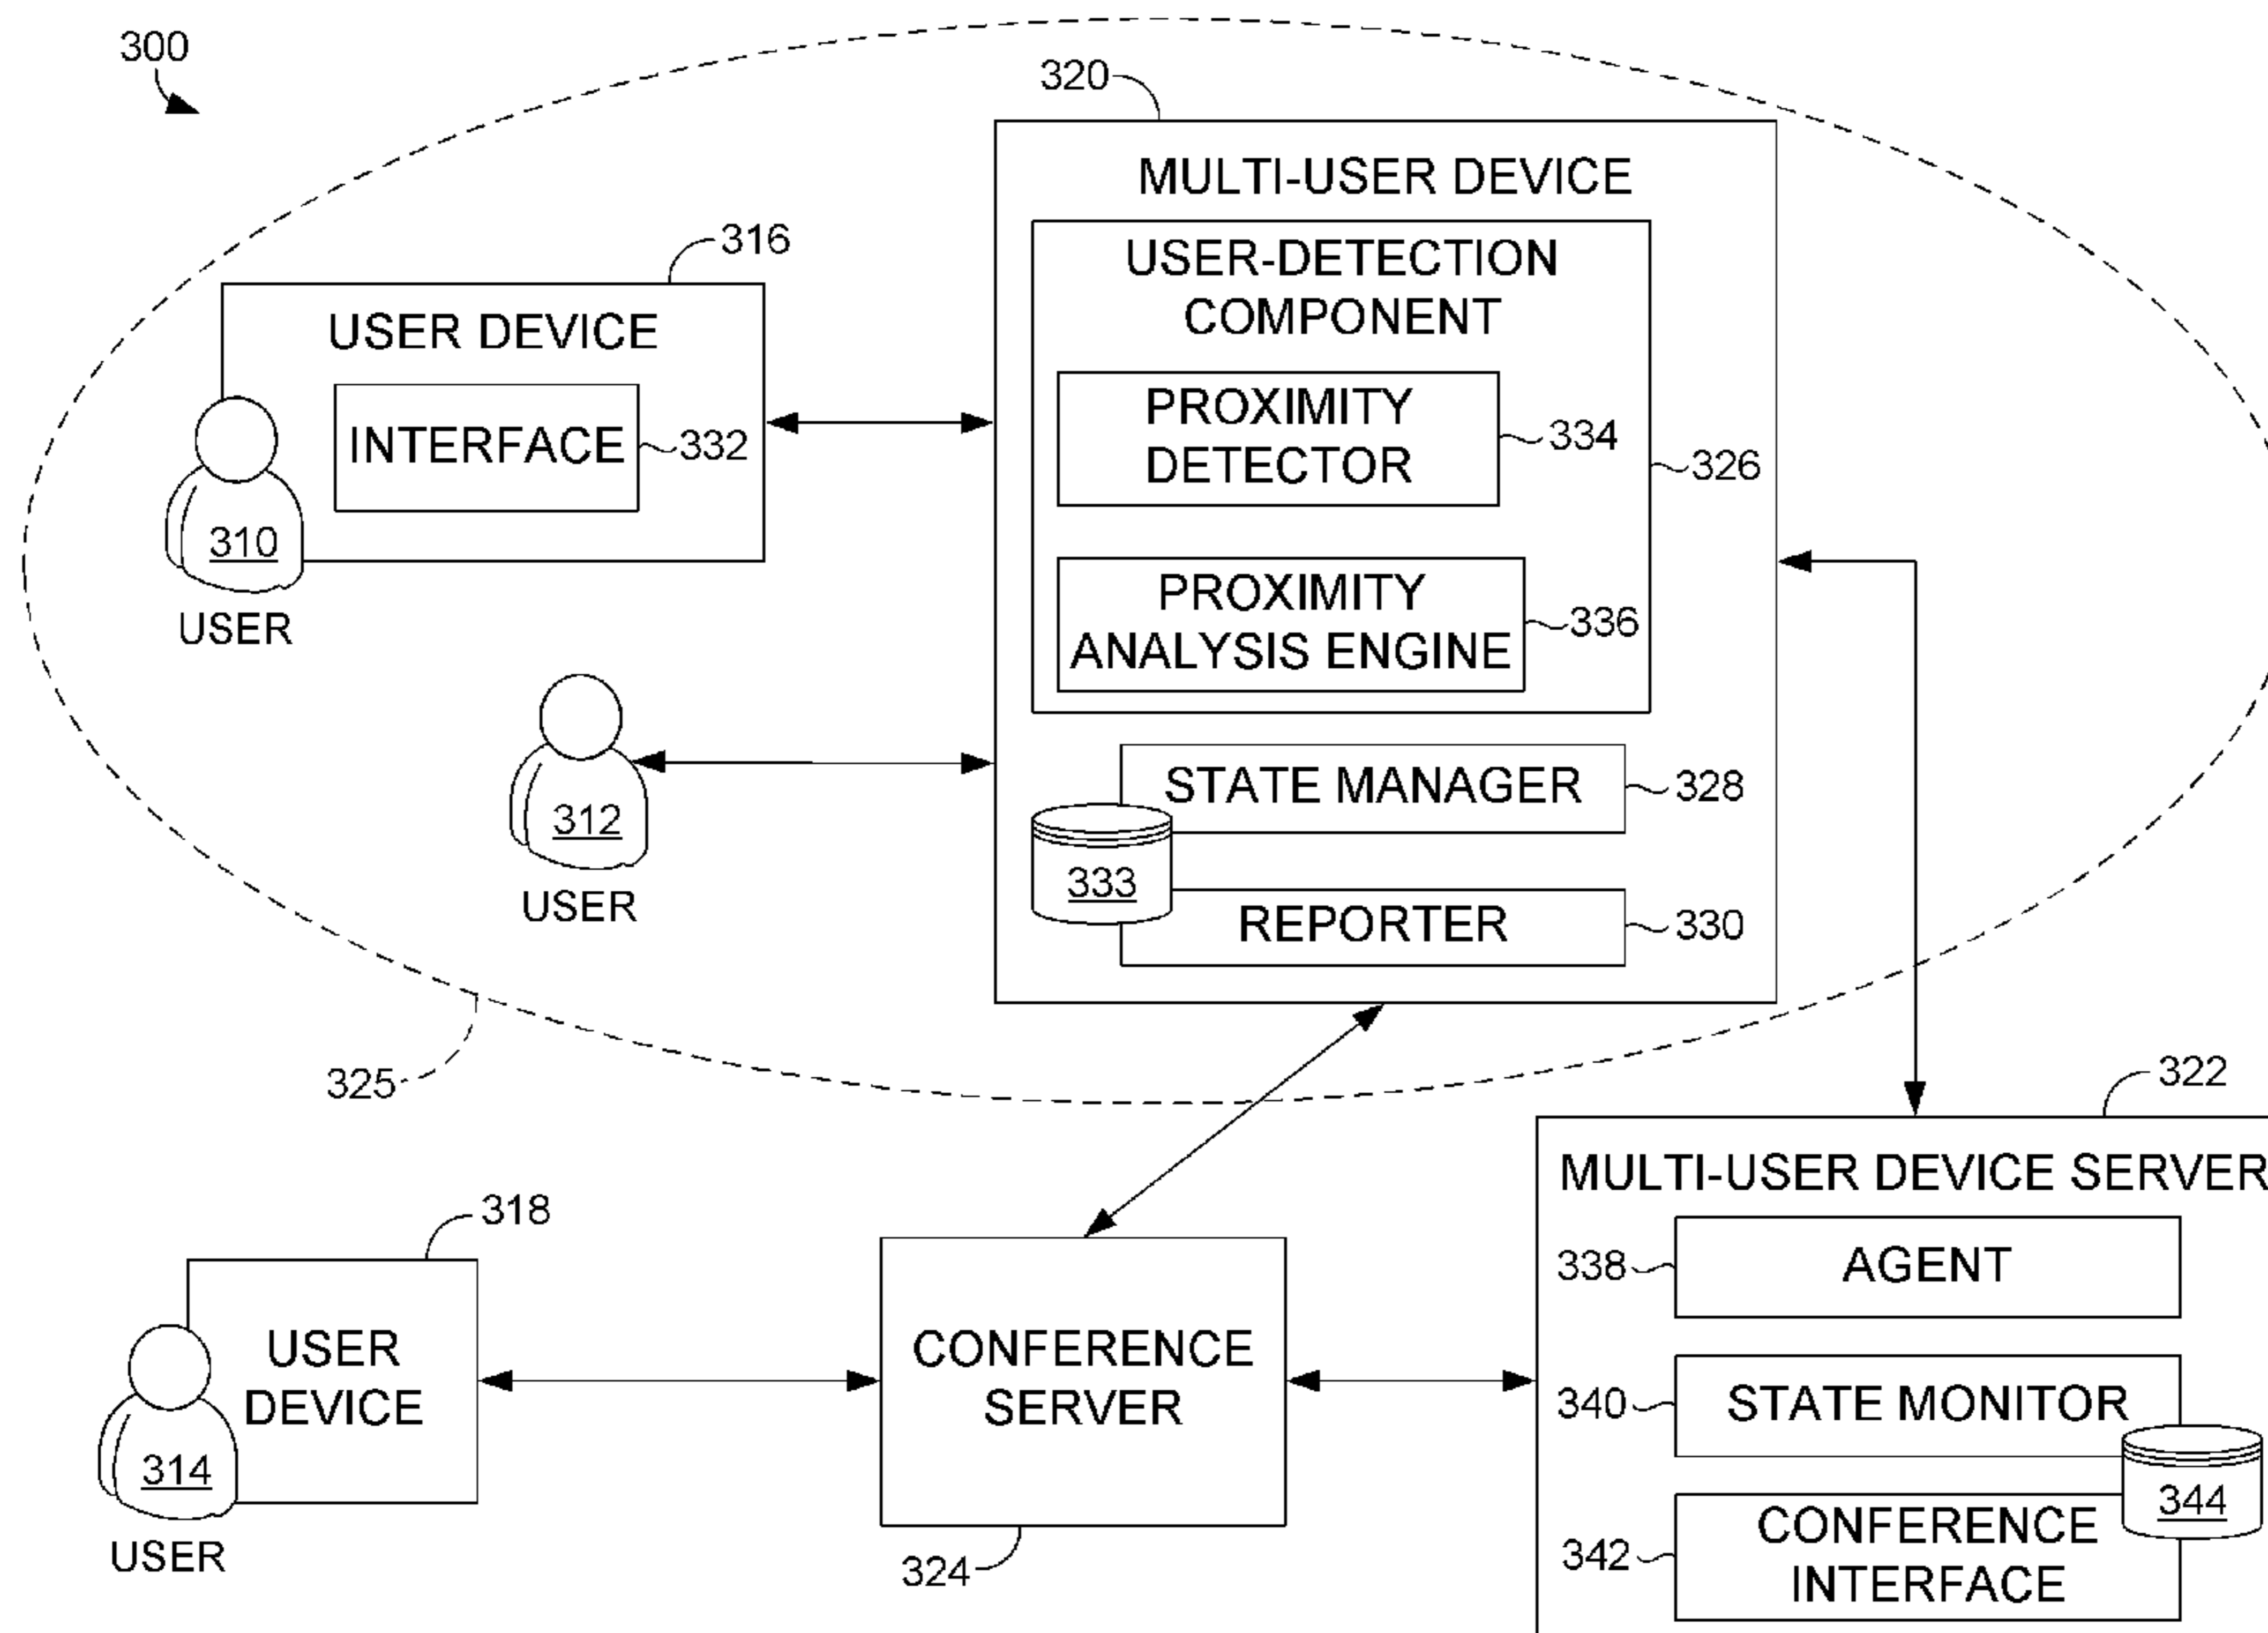 300
320
MULTI-USER DEVICE
316
USER-DETECTION
COMPONENT
USER DEVICE
PROXIMITY
DETECTOR
334
INTERFACE
332
326
310
USER
PROXIMITY
ANALYSIS ENGINE
336
STATE MANAGER
328
312
USER
333
REPORTER
330
325
322
MULTI-USER DEVICE SERVER
318
338
AGENT
USER
DEVICE
CONFERENCE
SERVER
340
STATE MONITOR
314
USER
324
344
342
CONFERENCE
INTERFACE